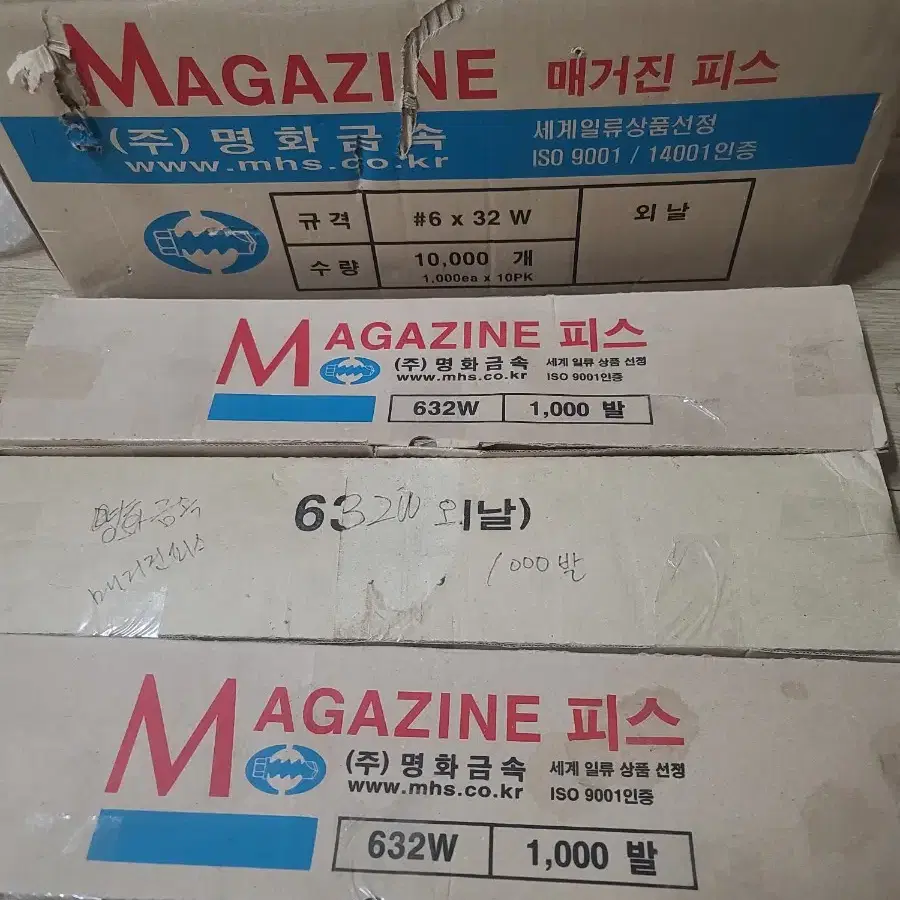 MAGAZINE 매거진 피스
(주) 명화금속 세계일류상품선정
www.mhs.co.kr ISO 9001 / 14001인증
규격 #6 x 32 W 외날
수량 10,000 개
1,000ea x 10PK
MAGAZINE 피스
(주) 명화금속 세계 일류 상품 선정
www.mhs.co.kr ISO 9001인증
632W 1,000 발
명화금속 632W 외날)
매거진피스 1000발
MAGAZINE 피스
(주) 명화금속 세계 일류 상품 선정
www.mhs.co.kr ISO 9001인증
632W 1,000 발